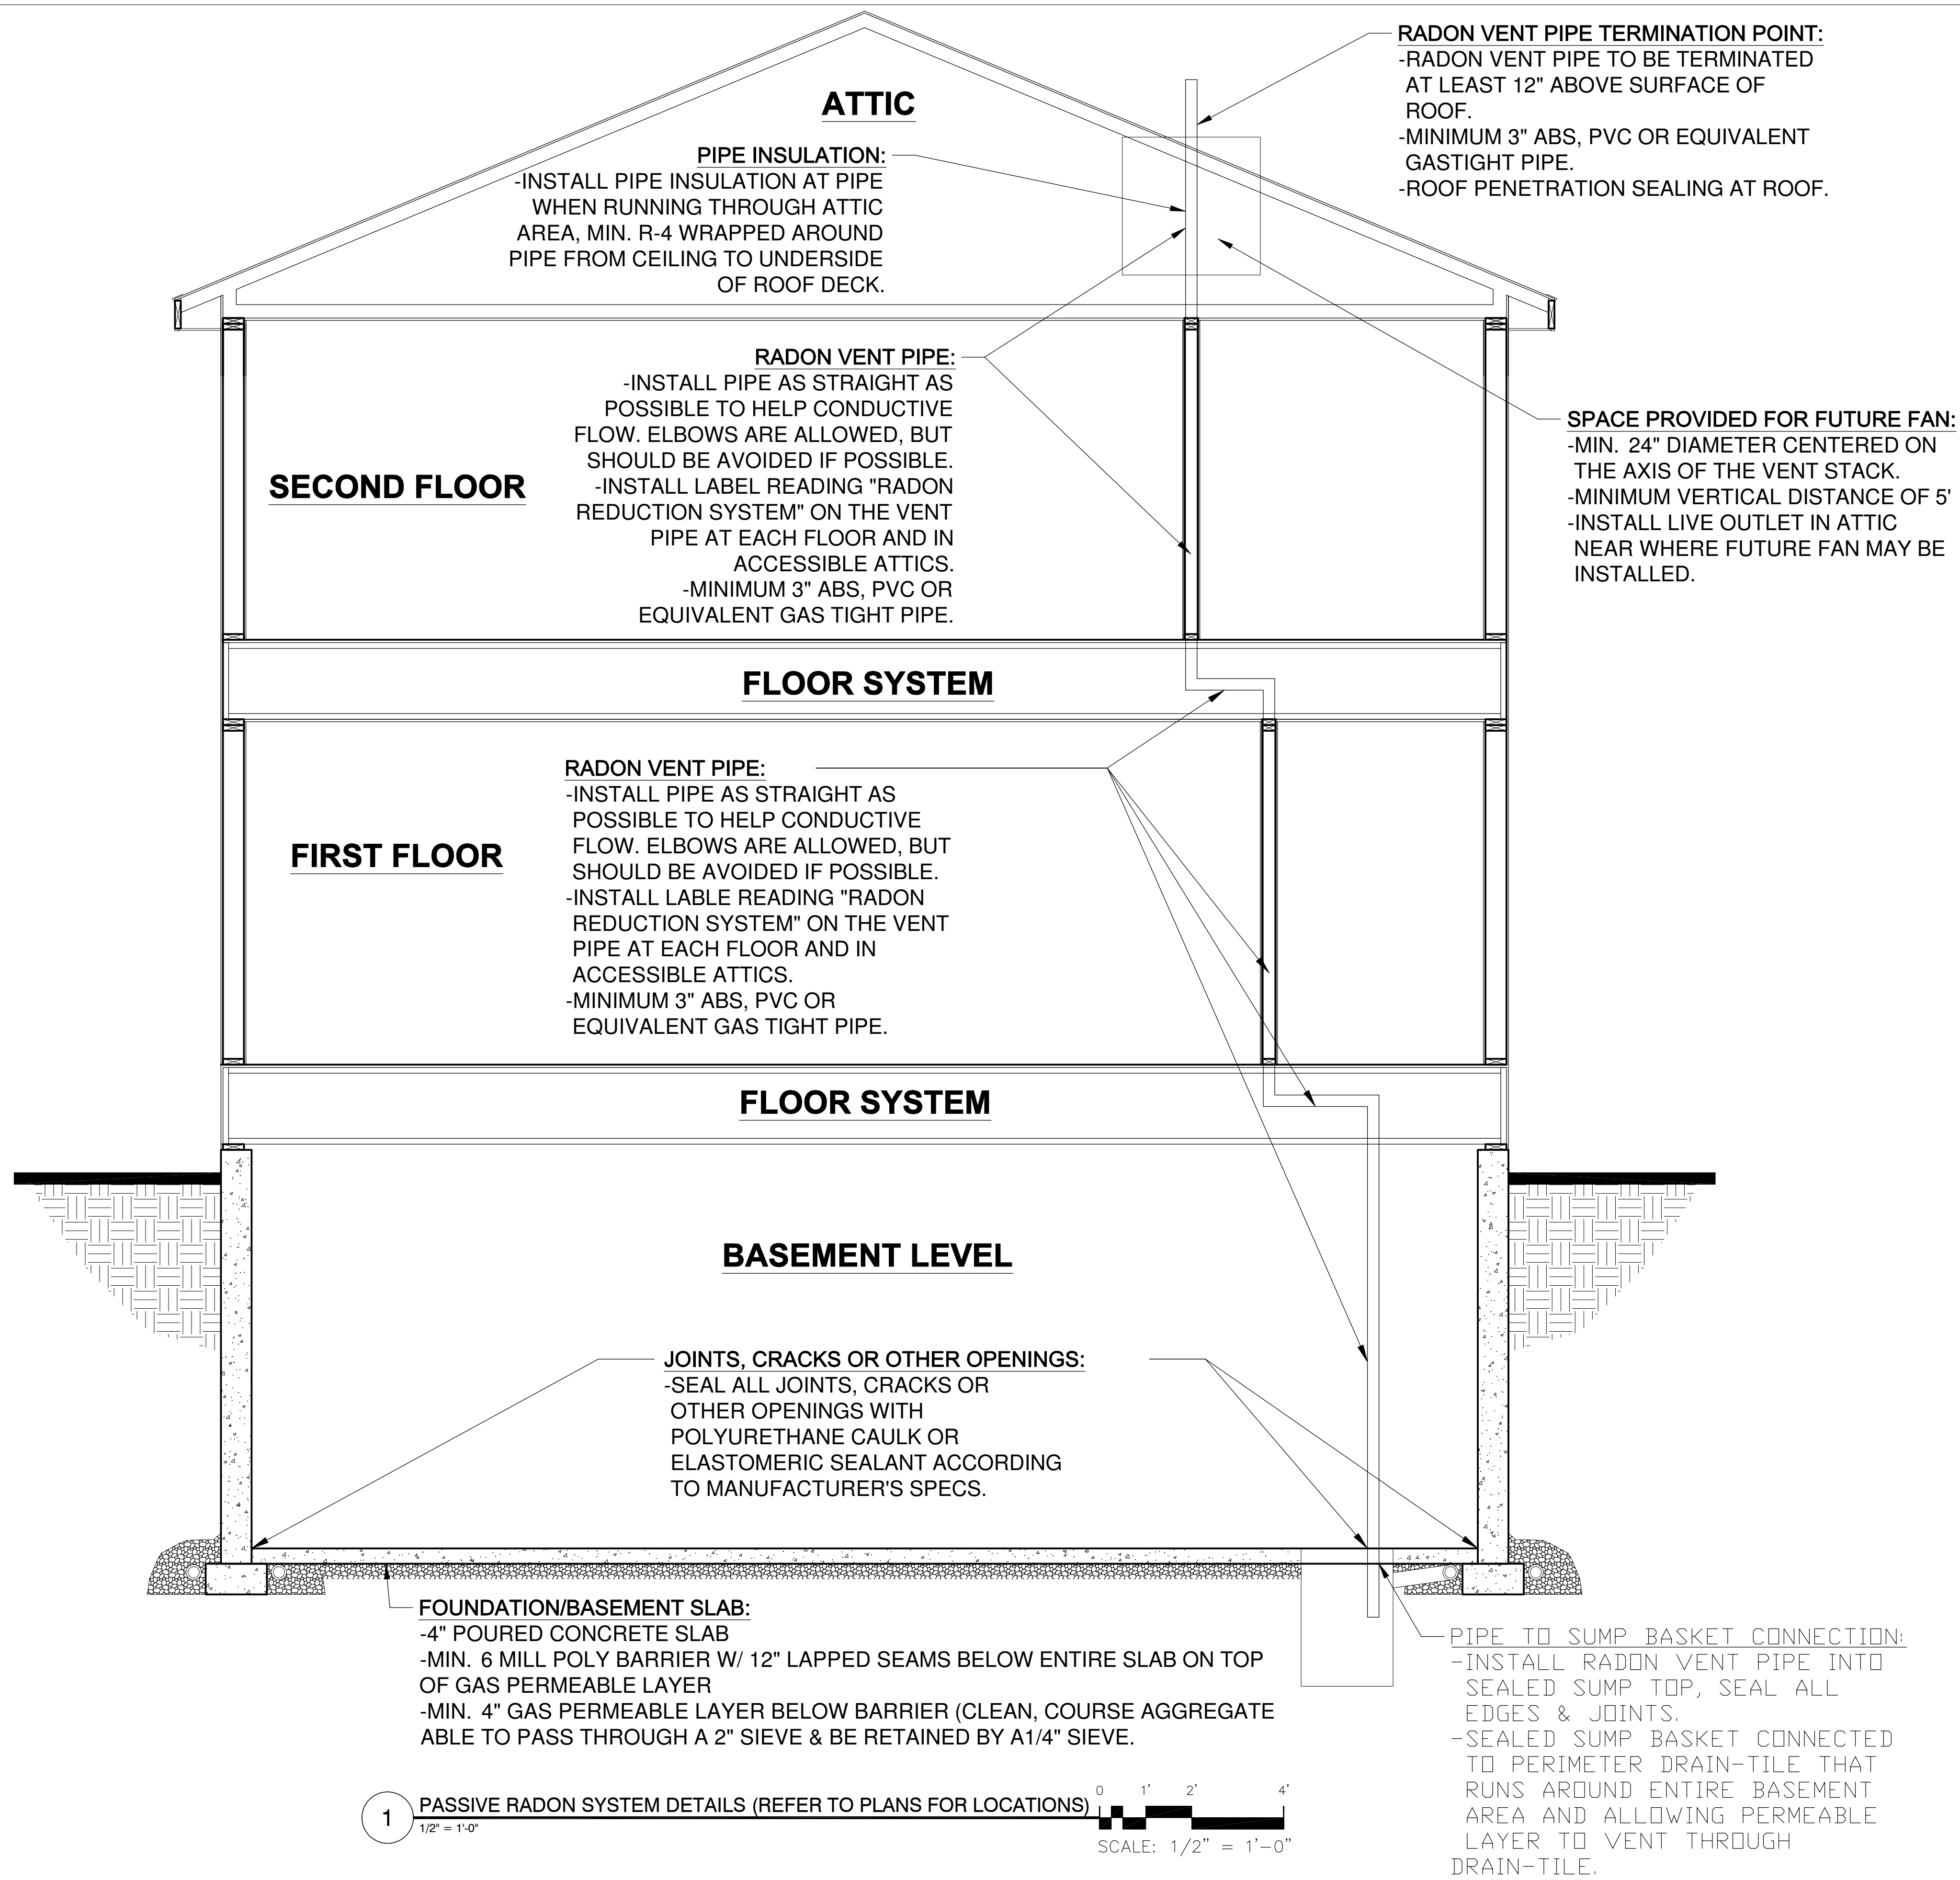 RADON VENT PIPE TERMINATION POINT:
-RADON VENT PIPE TO BE TERMINATED
AT LEAST 12" ABOVE SURFACE OF
ROOF.
-MINIMUM 3" ABS, PVC OR EQUIVALENT
GASTIGHT PIPE.
-ROOF PENETRATION SEALING AT ROOF.
ATTIC
PIPE INSULATION:
-INSTALL PIPE INSULATION AT PIPE
WHEN RUNNING THROUGH ATTIC
AREA, MIN. R-4 WRAPPED AROUND
PIPE FROM CEILING TO UNDERSIDE
OF ROOF DECK.
RADON VENT PIPE:
-INSTALL PIPE AS STRAIGHT AS
POSSIBLE TO HELP CONDUCTIVE
FLOW. ELBOWS ARE ALLOWED, BUT
SHOULD BE AVOIDED IF POSSIBLE.
-INSTALL LABEL READING "RADON
REDUCTION SYSTEM" ON THE VENT
PIPE AT EACH FLOOR AND IN
ACCESSIBLE ATTICS.
-MINIMUM 3" ABS, PVC OR
EQUIVALENT GAS TIGHT PIPE.
SECOND FLOOR
SPACE PROVIDED FOR FUTURE FAN:
-MIN. 24" DIAMETER CENTERED ON
THE AXIS OF THE VENT STACK.
-MINIMUM VERTICAL DISTANCE OF 5'
-INSTALL LIVE OUTLET IN ATTIC
NEAR WHERE FUTURE FAN MAY BE
INSTALLED.
FLOOR SYSTEM
RADON VENT PIPE:
-INSTALL PIPE AS STRAIGHT AS
POSSIBLE TO HELP CONDUCTIVE
FLOW. ELBOWS ARE ALLOWED, BUT
SHOULD BE AVOIDED IF POSSIBLE.
-INSTALL LABLE READING "RADON
REDUCTION SYSTEM" ON THE VENT
PIPE AT EACH FLOOR AND IN
ACCESSIBLE ATTICS.
-MINIMUM 3" ABS, PVC OR
EQUIVALENT GAS TIGHT PIPE.
FIRST FLOOR
FLOOR SYSTEM
BASEMENT LEVEL
JOINTS, CRACKS OR OTHER OPENINGS:
-SEAL ALL JOINTS, CRACKS OR
OTHER OPENINGS WITH
POLYURETHANE CAULK OR
ELASTOMERIC SEALANT ACCORDING
TO MANUFACTURER'S SPECS.
FOUNDATION/BASEMENT SLAB:
-4" POURED CONCRETE SLAB
-MIN. 6 MILL POLY BARRIER W/ 12" LAPPED SEAMS BELOW ENTIRE SLAB ON TOP
OF GAS PERMEABLE LAYER
-MIN. 4" GAS PERMEABLE LAYER BELOW BARRIER (CLEAN, COURSE AGGREGATE
ABLE TO PASS THROUGH A 2" SIEVE & BE RETAINED BY A1/4" SIEVE.
PIPE TO SUMP BASKET CONNECTION:
-INSTALL RADON VENT PIPE INTO
SEALED SUMP TOP, SEAL ALL
EDGES & JOINTS.
-SEALED SUMP BASKET CONNECTED
TO PERIMETER DRAIN-TILE THAT
RUNS AROUND ENTIRE BASEMENT
AREA AND ALLOWING PERMEABLE
LAYER TO VENT THROUGH
DRAIN-TILE.
1
PASSIVE RADON SYSTEM DETAILS (REFER TO PLANS FOR LOCATIONS)
1/2" = 1'-0"
0 1' 2' 4'
SCALE: 1/2" = 1'-0"